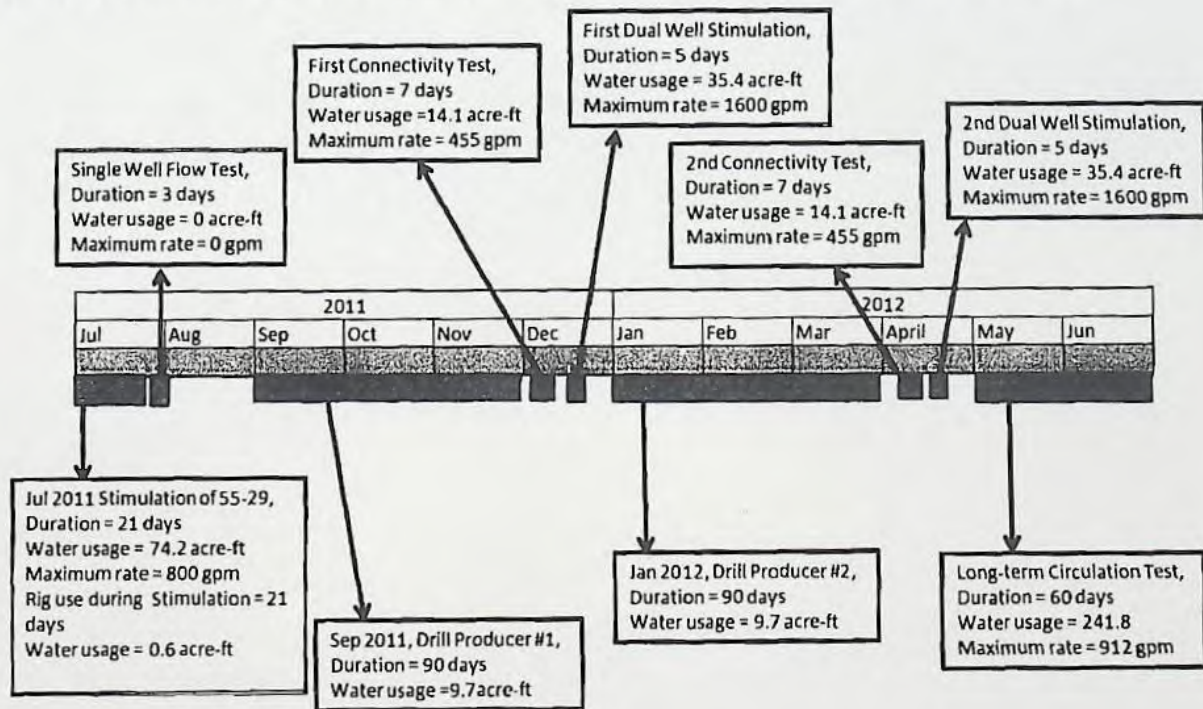 First Dual Well Stimulation,
Duration = 5 days
Water usage = 35.4 acre-ft
Maximum rate = 1600 gpm
First Connectivity Test,
Duration = 7 days
Water usage =14.1 acre-ft
Maximum rate = 455 gpm
2nd Dual Well Stimulation,
Duration = 5 days
Water usage = 35.4 acre-ft
Maximum rate = 1600 gpm
Single Well Flow Test,
Duration = 3 days
Water usage = 0 acre-ft
Maximum rate = 0 gpm
2nd Connectivity Test,
Duration = 7 days
Water usage = 14.1 acre-ft
Maximum rate = 455 gpm
2011 2012
Jul Aug Sep Oct Nov Dec Jan Feb Mar April May Jun
Jul 2011 Stimulation of 55-29,
Duration = 21 days
Water usage = 74.2 acre-ft
Maximum rate = 800 gpm
Rig use during Stimulation = 21
days
Water usage = 0.6 acre-ft
Sep 2011, Drill Producer #1,
Duration = 90 days
Water usage =9.7acre-ft
Jan 2012, Drill Producer #2,
Duration = 90 days
Water usage = 9.7 acre-ft
Long-term Circulation Test,
Duration = 60 days
Water usage = 241.8
Maximum rate = 912 gpm